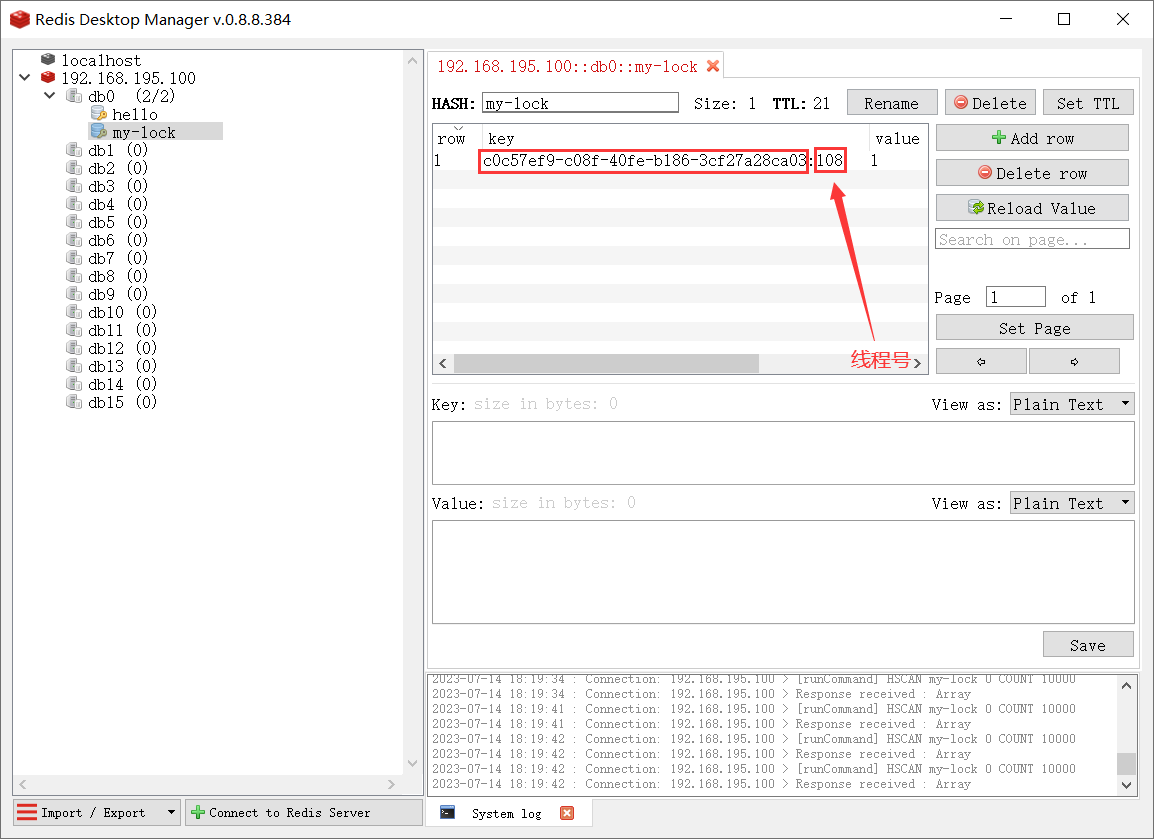 Redis Desktop Manager v.0.8.8.384
localhost
192.168.195.100
db0 (2/2)
hello
my-lock
db1 (0)
db2 (0)
db3 (0)
db4 (0)
db5 (0)
db6 (0)
db7 (0)
db8 (0)
db9 (0)
db10 (0)
db11 (0)
db12 (0)
db13 (0)
db14 (0)
db15 (0)
Import / Export
Connect to Redis Server
192.168.195.100::db0::my-lock
HASH: my-lock Size: 1 TTL: 21 Rename Delete Set TTL
row key value
1 c0c57ef9-c08f-40fe-b186-3cf27a28ca03:108 1
线程号
Add row
Delete row
Reload Value
Search on page...
Page 1 of 1
Set Page
Key: size in bytes: 0 View as: Plain Text
Value: size in bytes: 0 View as: Plain Text
Save
2023-07-14 18:19:34 : Connection: 192.168.195.100 > [runCommand] HSCAN my-lock 0 COUNT 10000
2023-07-14 18:19:34 : Connection: 192.168.195.100 > Response received : Array
2023-07-14 18:19:41 : Connection: 192.168.195.100 > [runCommand] HSCAN my-lock 0 COUNT 10000
2023-07-14 18:19:41 : Connection: 192.168.195.100 > Response received : Array
2023-07-14 18:19:42 : Connection: 192.168.195.100 > [runCommand] HSCAN my-lock 0 COUNT 10000
2023-07-14 18:19:42 : Connection: 192.168.195.100 > Response received : Array
2023-07-14 18:19:42 : Connection: 192.168.195.100 > [runCommand] HSCAN my-lock 0 COUNT 10000
2023-07-14 18:19:42 : Connection: 192.168.195.100 > Response received : Array
System log